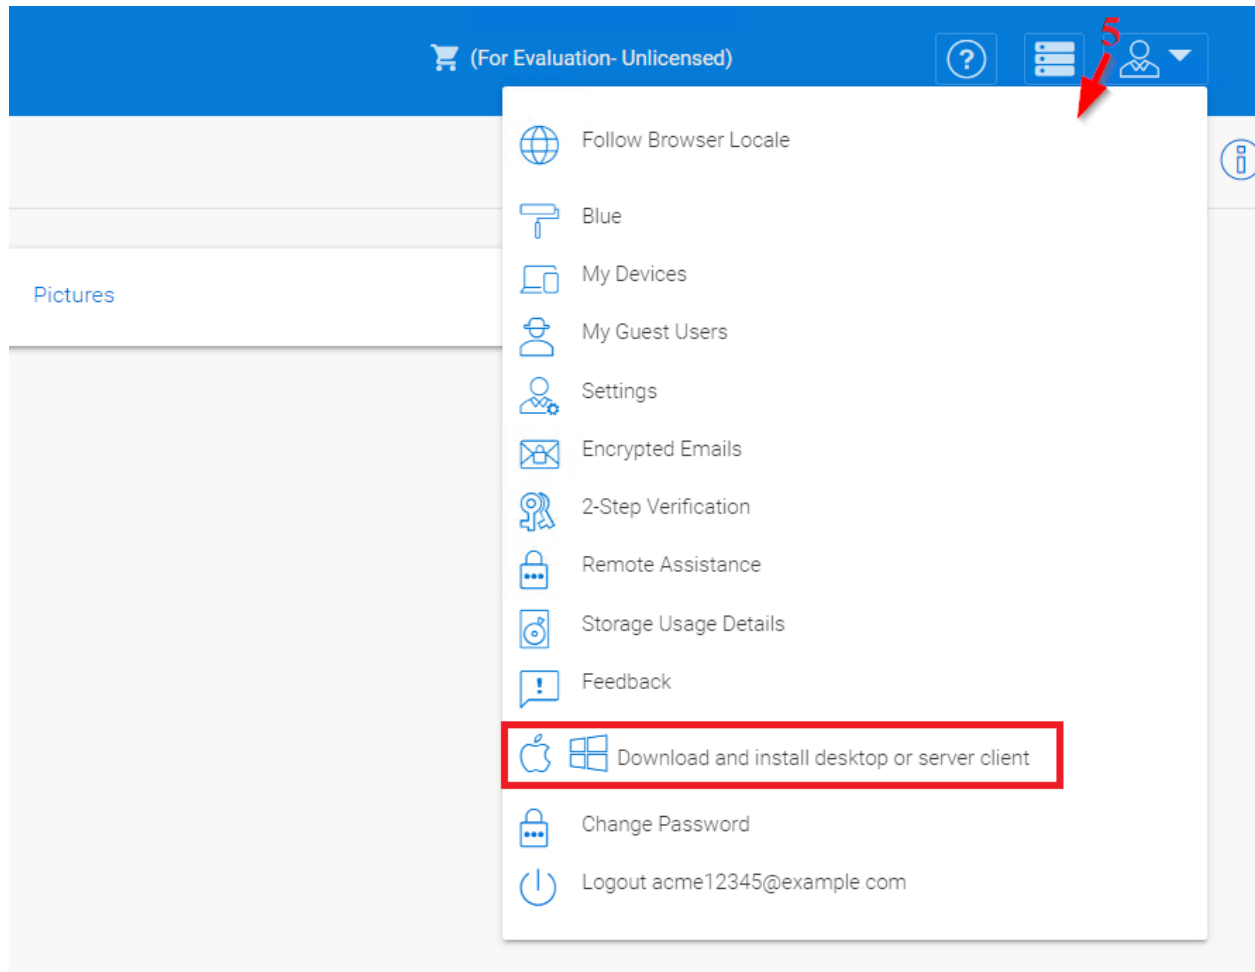 5
(For Evaluation- Unlicensed)
Follow Browser Locale
Blue
My Devices
Pictures
My Guest Users
Settings
Encrypted Emails
2-Step Verification
Remote Assistance
Storage Usage Details
Feedback
Download and install desktop or server client
Change Password
Logout acme12345@example.com